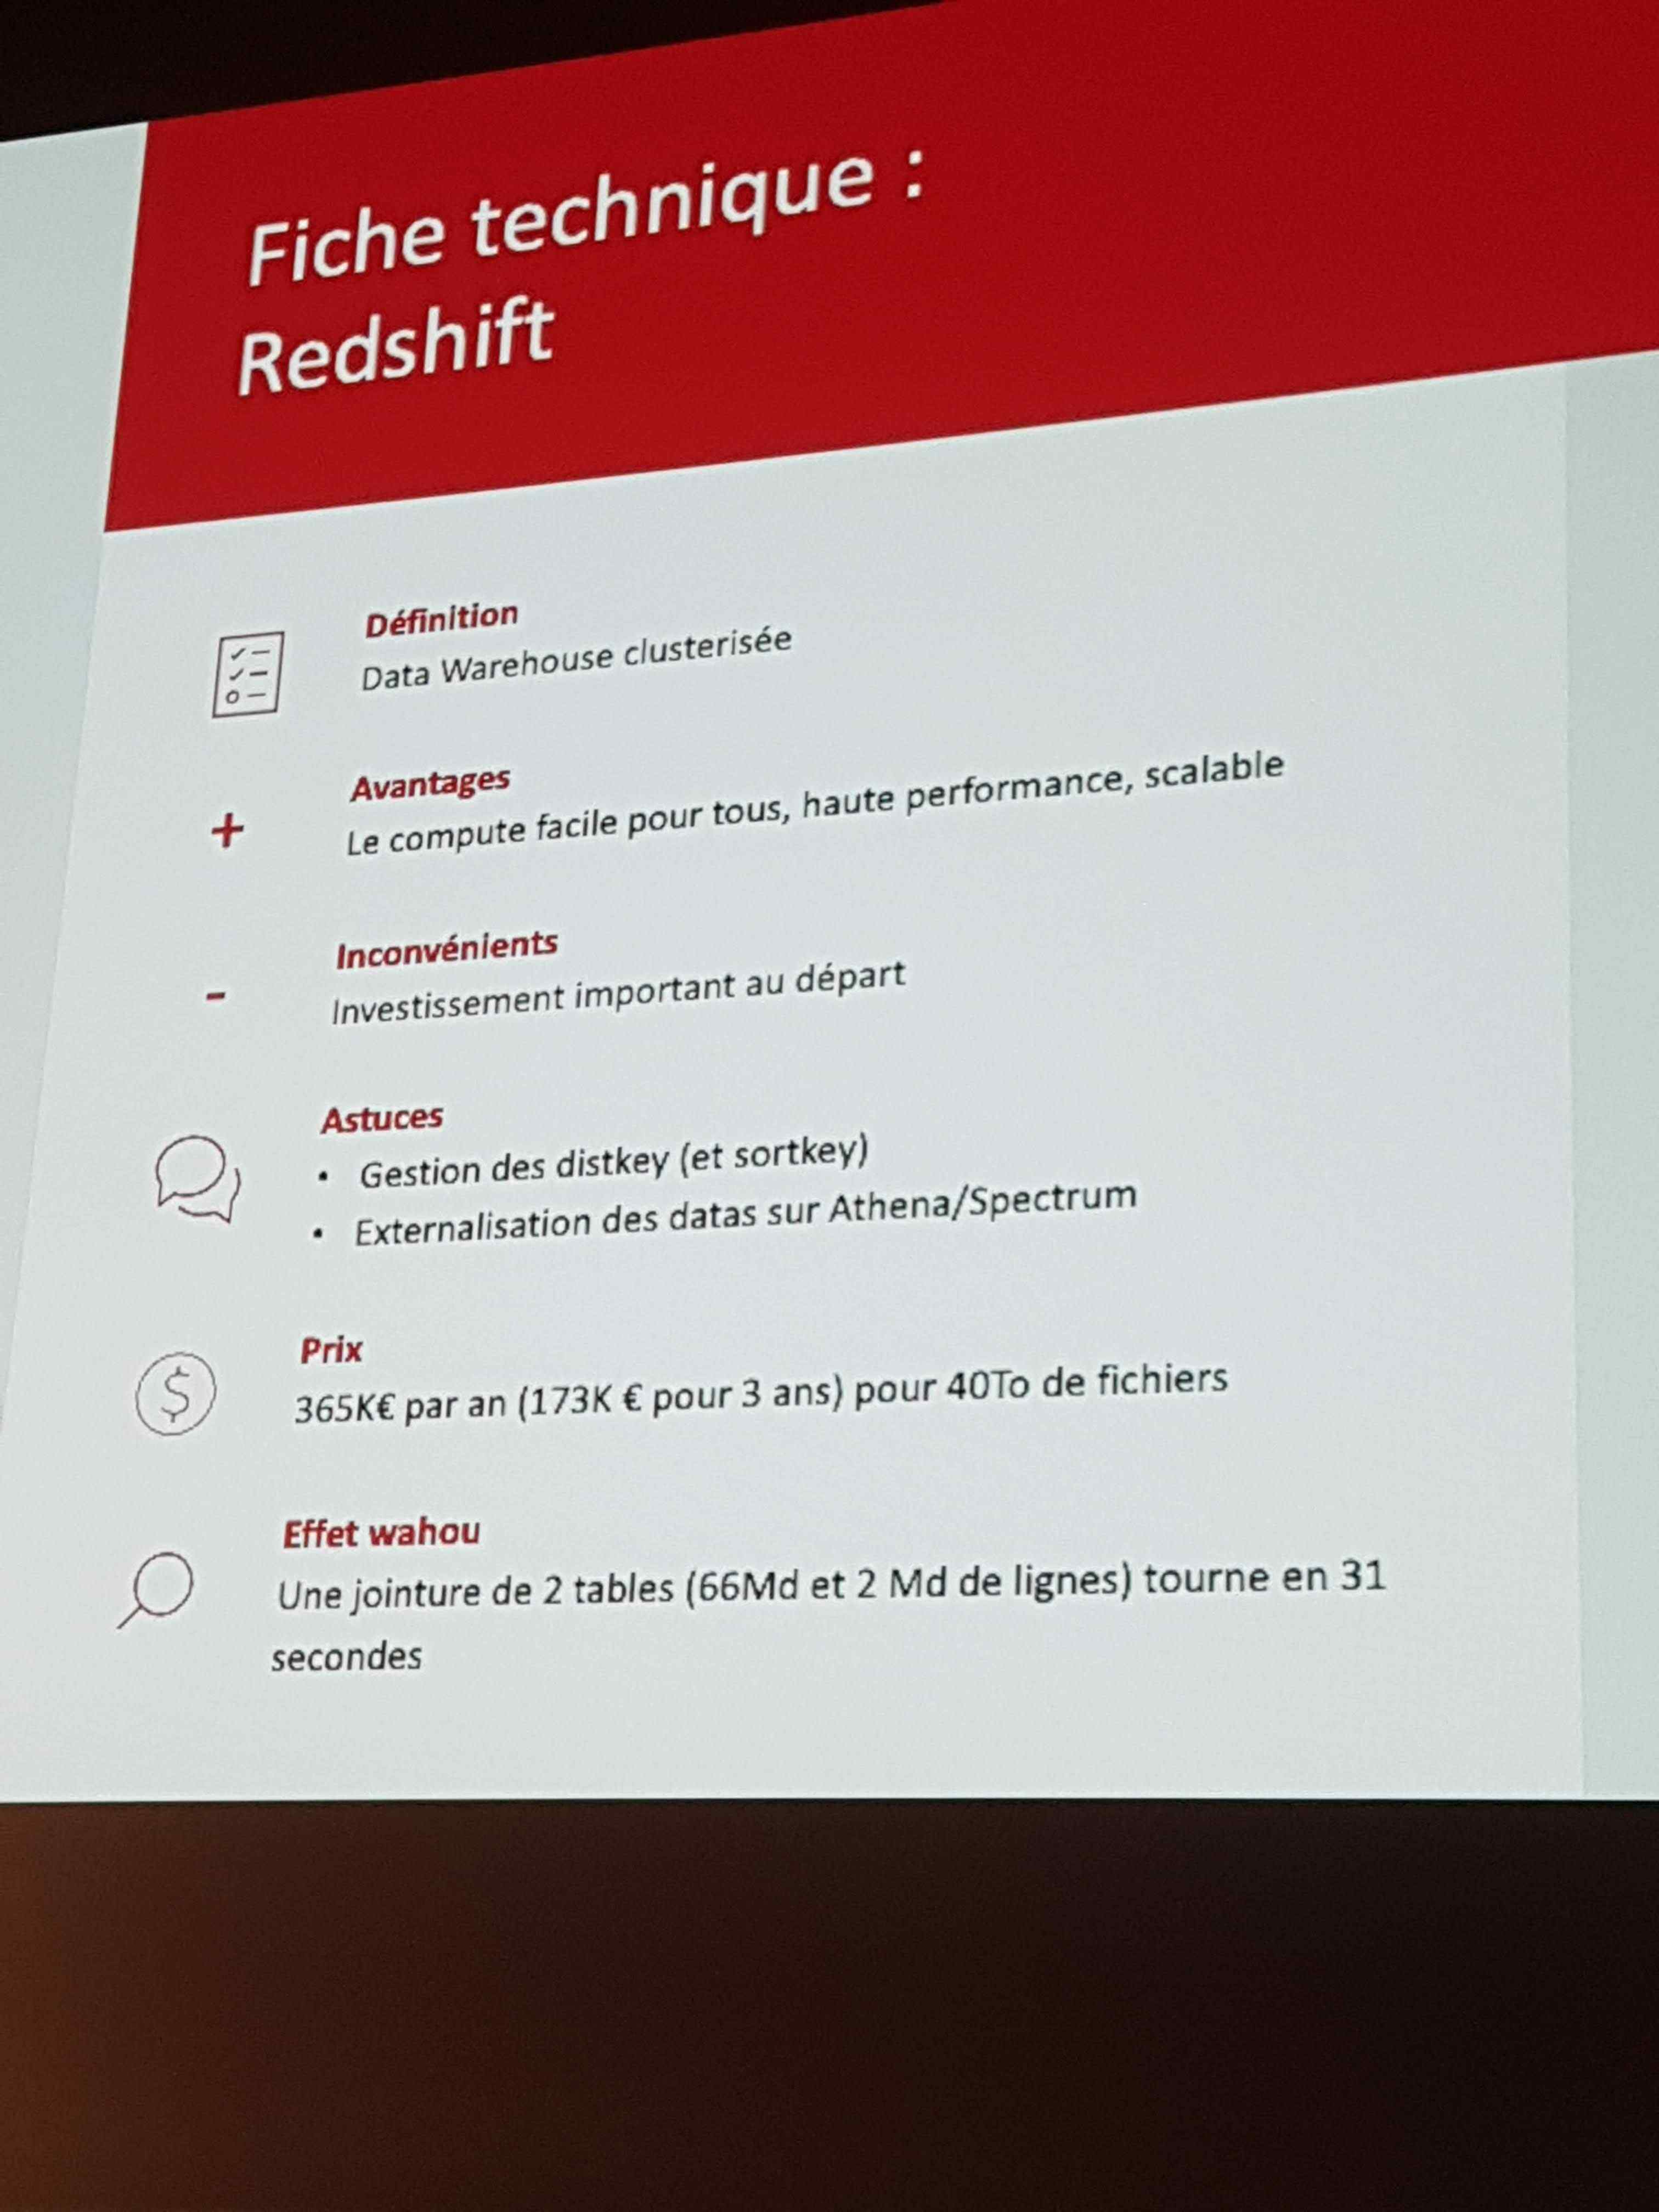 Fiche technique :
Redshift
Définition
Data Warehouse clusterisée
+
Avantages
Le compute facile pour tous, haute performance, scalable
-
Inconvénients
Investissement important au départ
Astuces
• Gestion des distkey (et sortkey)
• Externalisation des datas sur Athena/Spectrum
$
Prix
365K€ par an (173K € pour 3 ans) pour 40To de fichiers
Effet wahou
Une jointure de 2 tables (66Md et 2 Md de lignes) tourne en 31
secondes